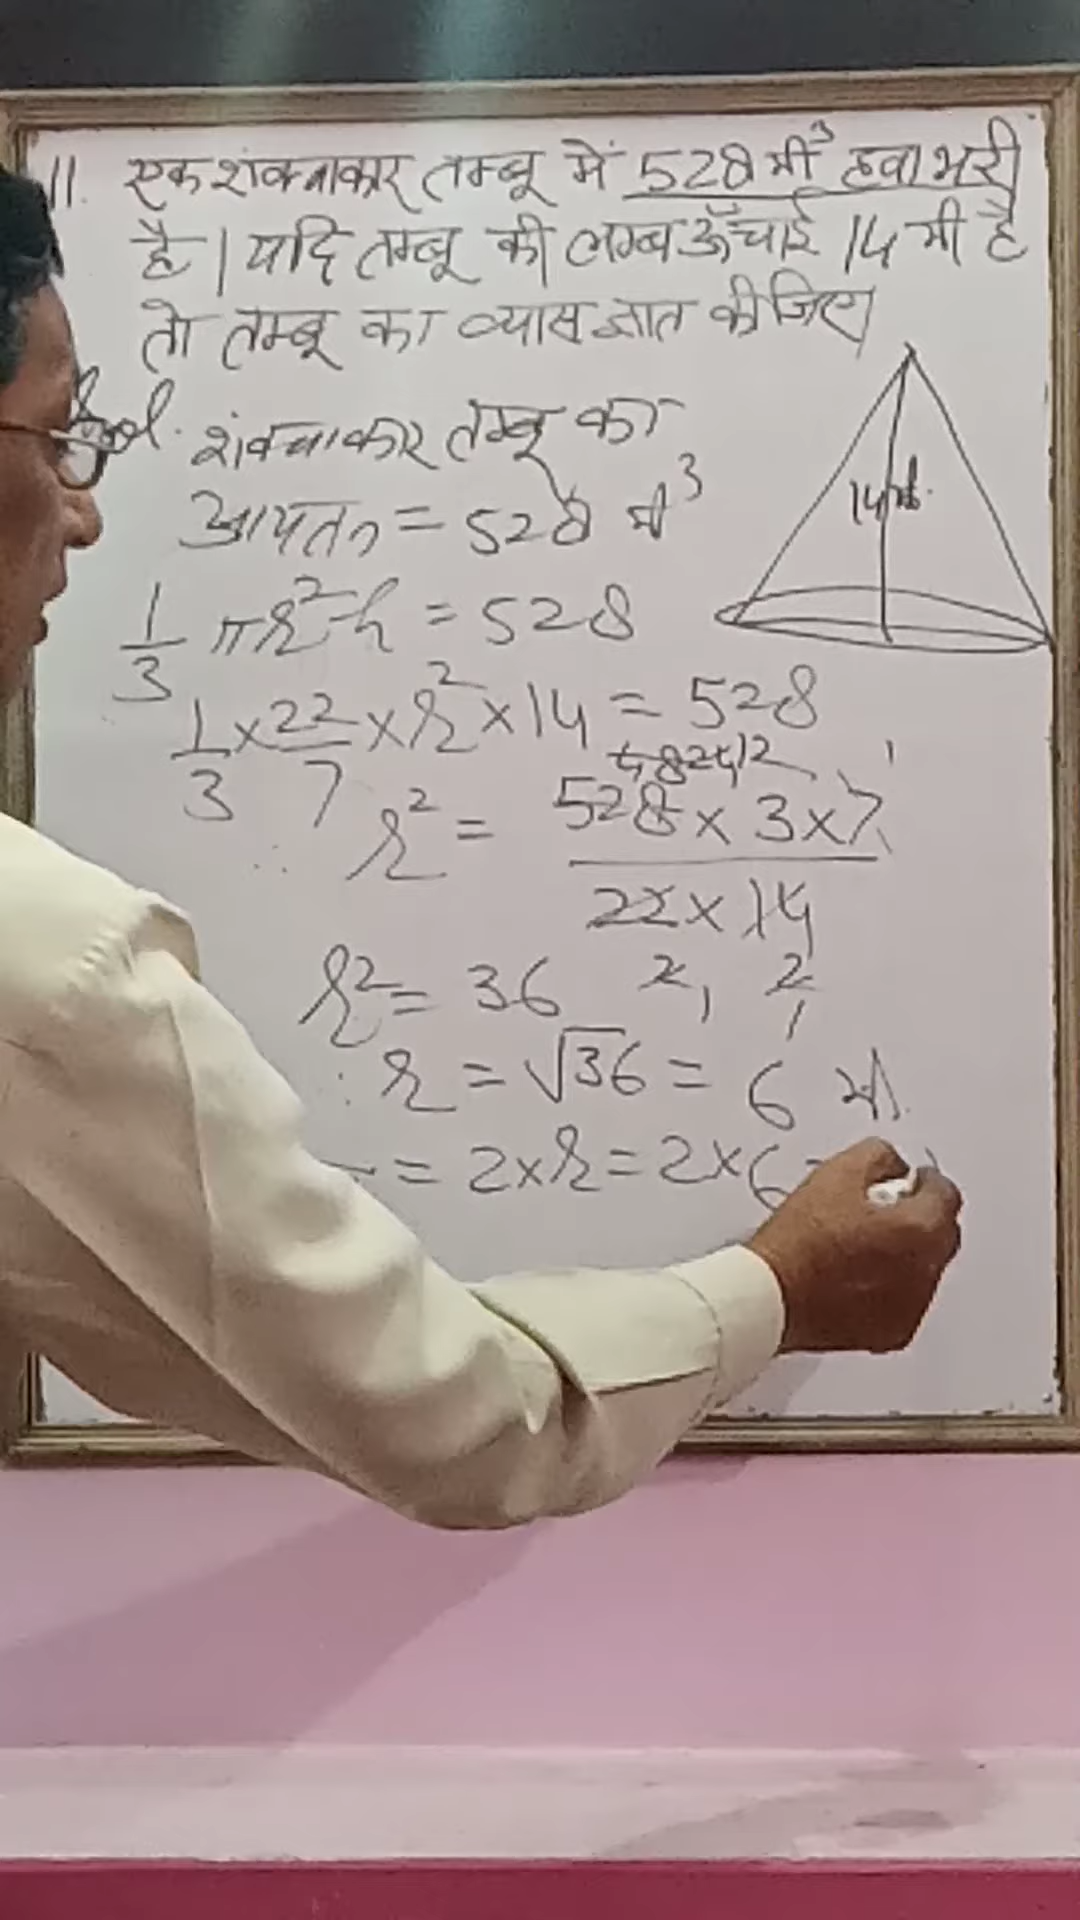 11. एक शंक्वाकार तम्बू में 528 मी³ हवा भरी
है। यदि तम्बू की लम्ब ऊँचाई 14 मी है
तो तम्बू का व्यास ज्ञात कीजिए
14 मी.
Sol. शंक्वाकार तम्बू का
आयतन = 528 मी³
1/3 πr²h = 528
1/3 × 22/7 × r² × 14 = 528
∴ r² = 528 × 3 × 7 / 22 × 14
r² = 36
∴ r = √36 = 6 मी.
= 2×r = 2×6 =